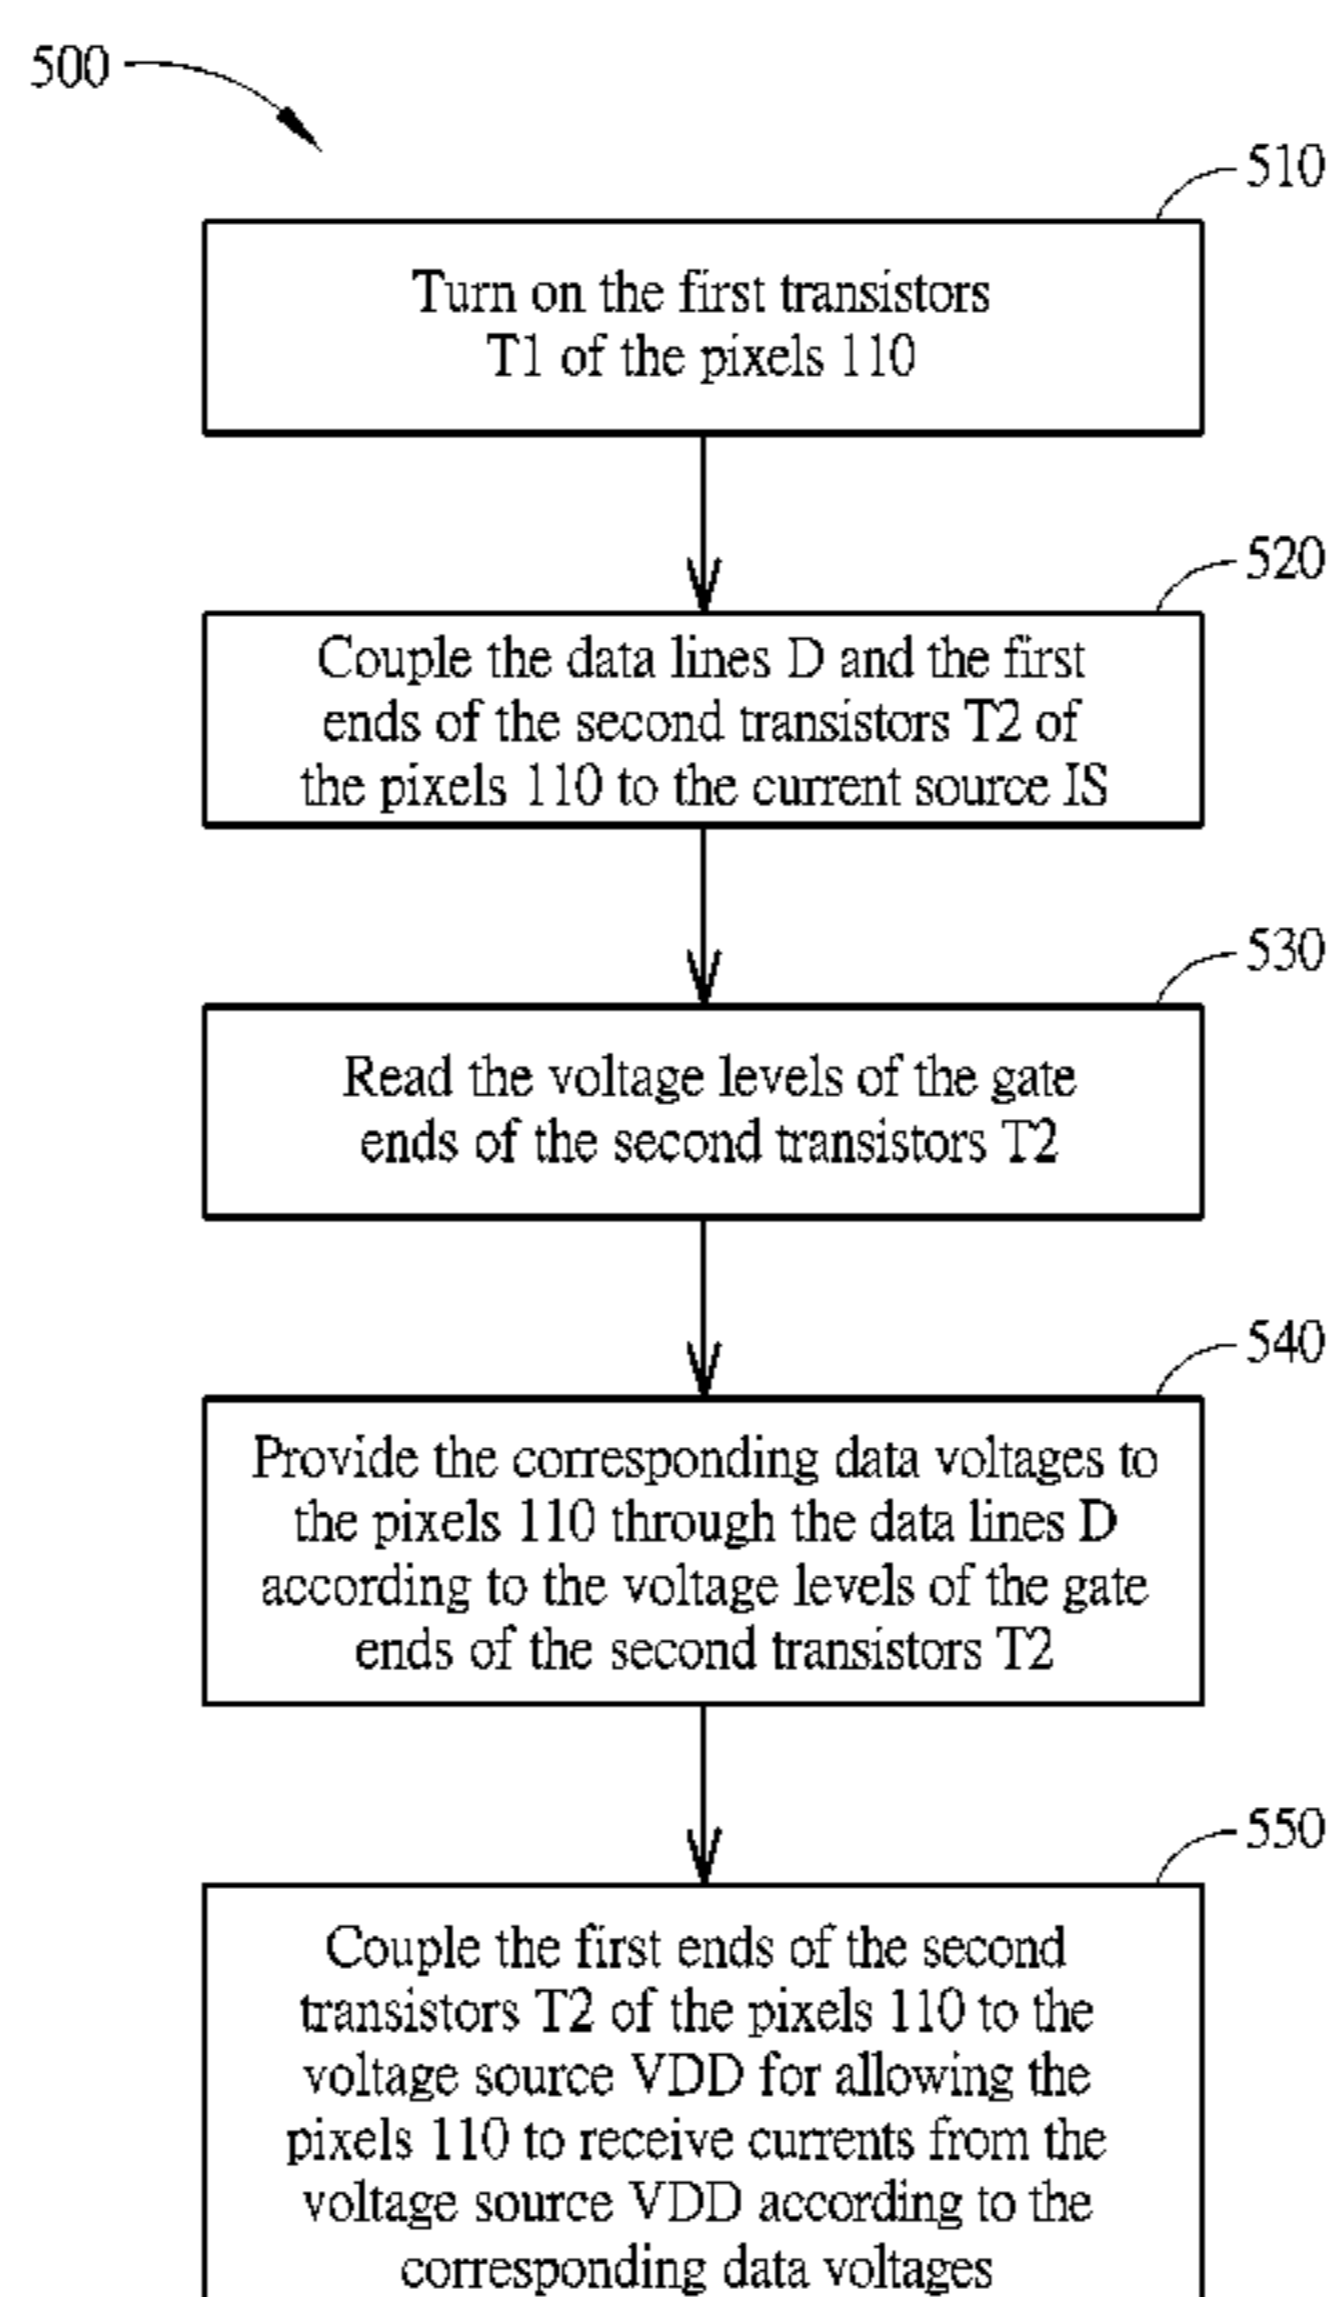 500
510
Turn on the first transistors
T1 of the pixels 110
520
Couple the data lines D and the first
ends of the second transistors T2 of
the pixels 110 to the current source IS
530
Read the voltage levels of the gate
ends of the second transistors T2
540
Provide the corresponding data voltages to
the pixels 110 through the data lines D
according to the voltage levels of the gate
ends of the second transistors T2
550
Couple the first ends of the second
transistors T2 of the pixels 110 to the
voltage source VDD for allowing the
pixels 110 to receive currents from the
voltage source VDD according to the
corresponding data voltages